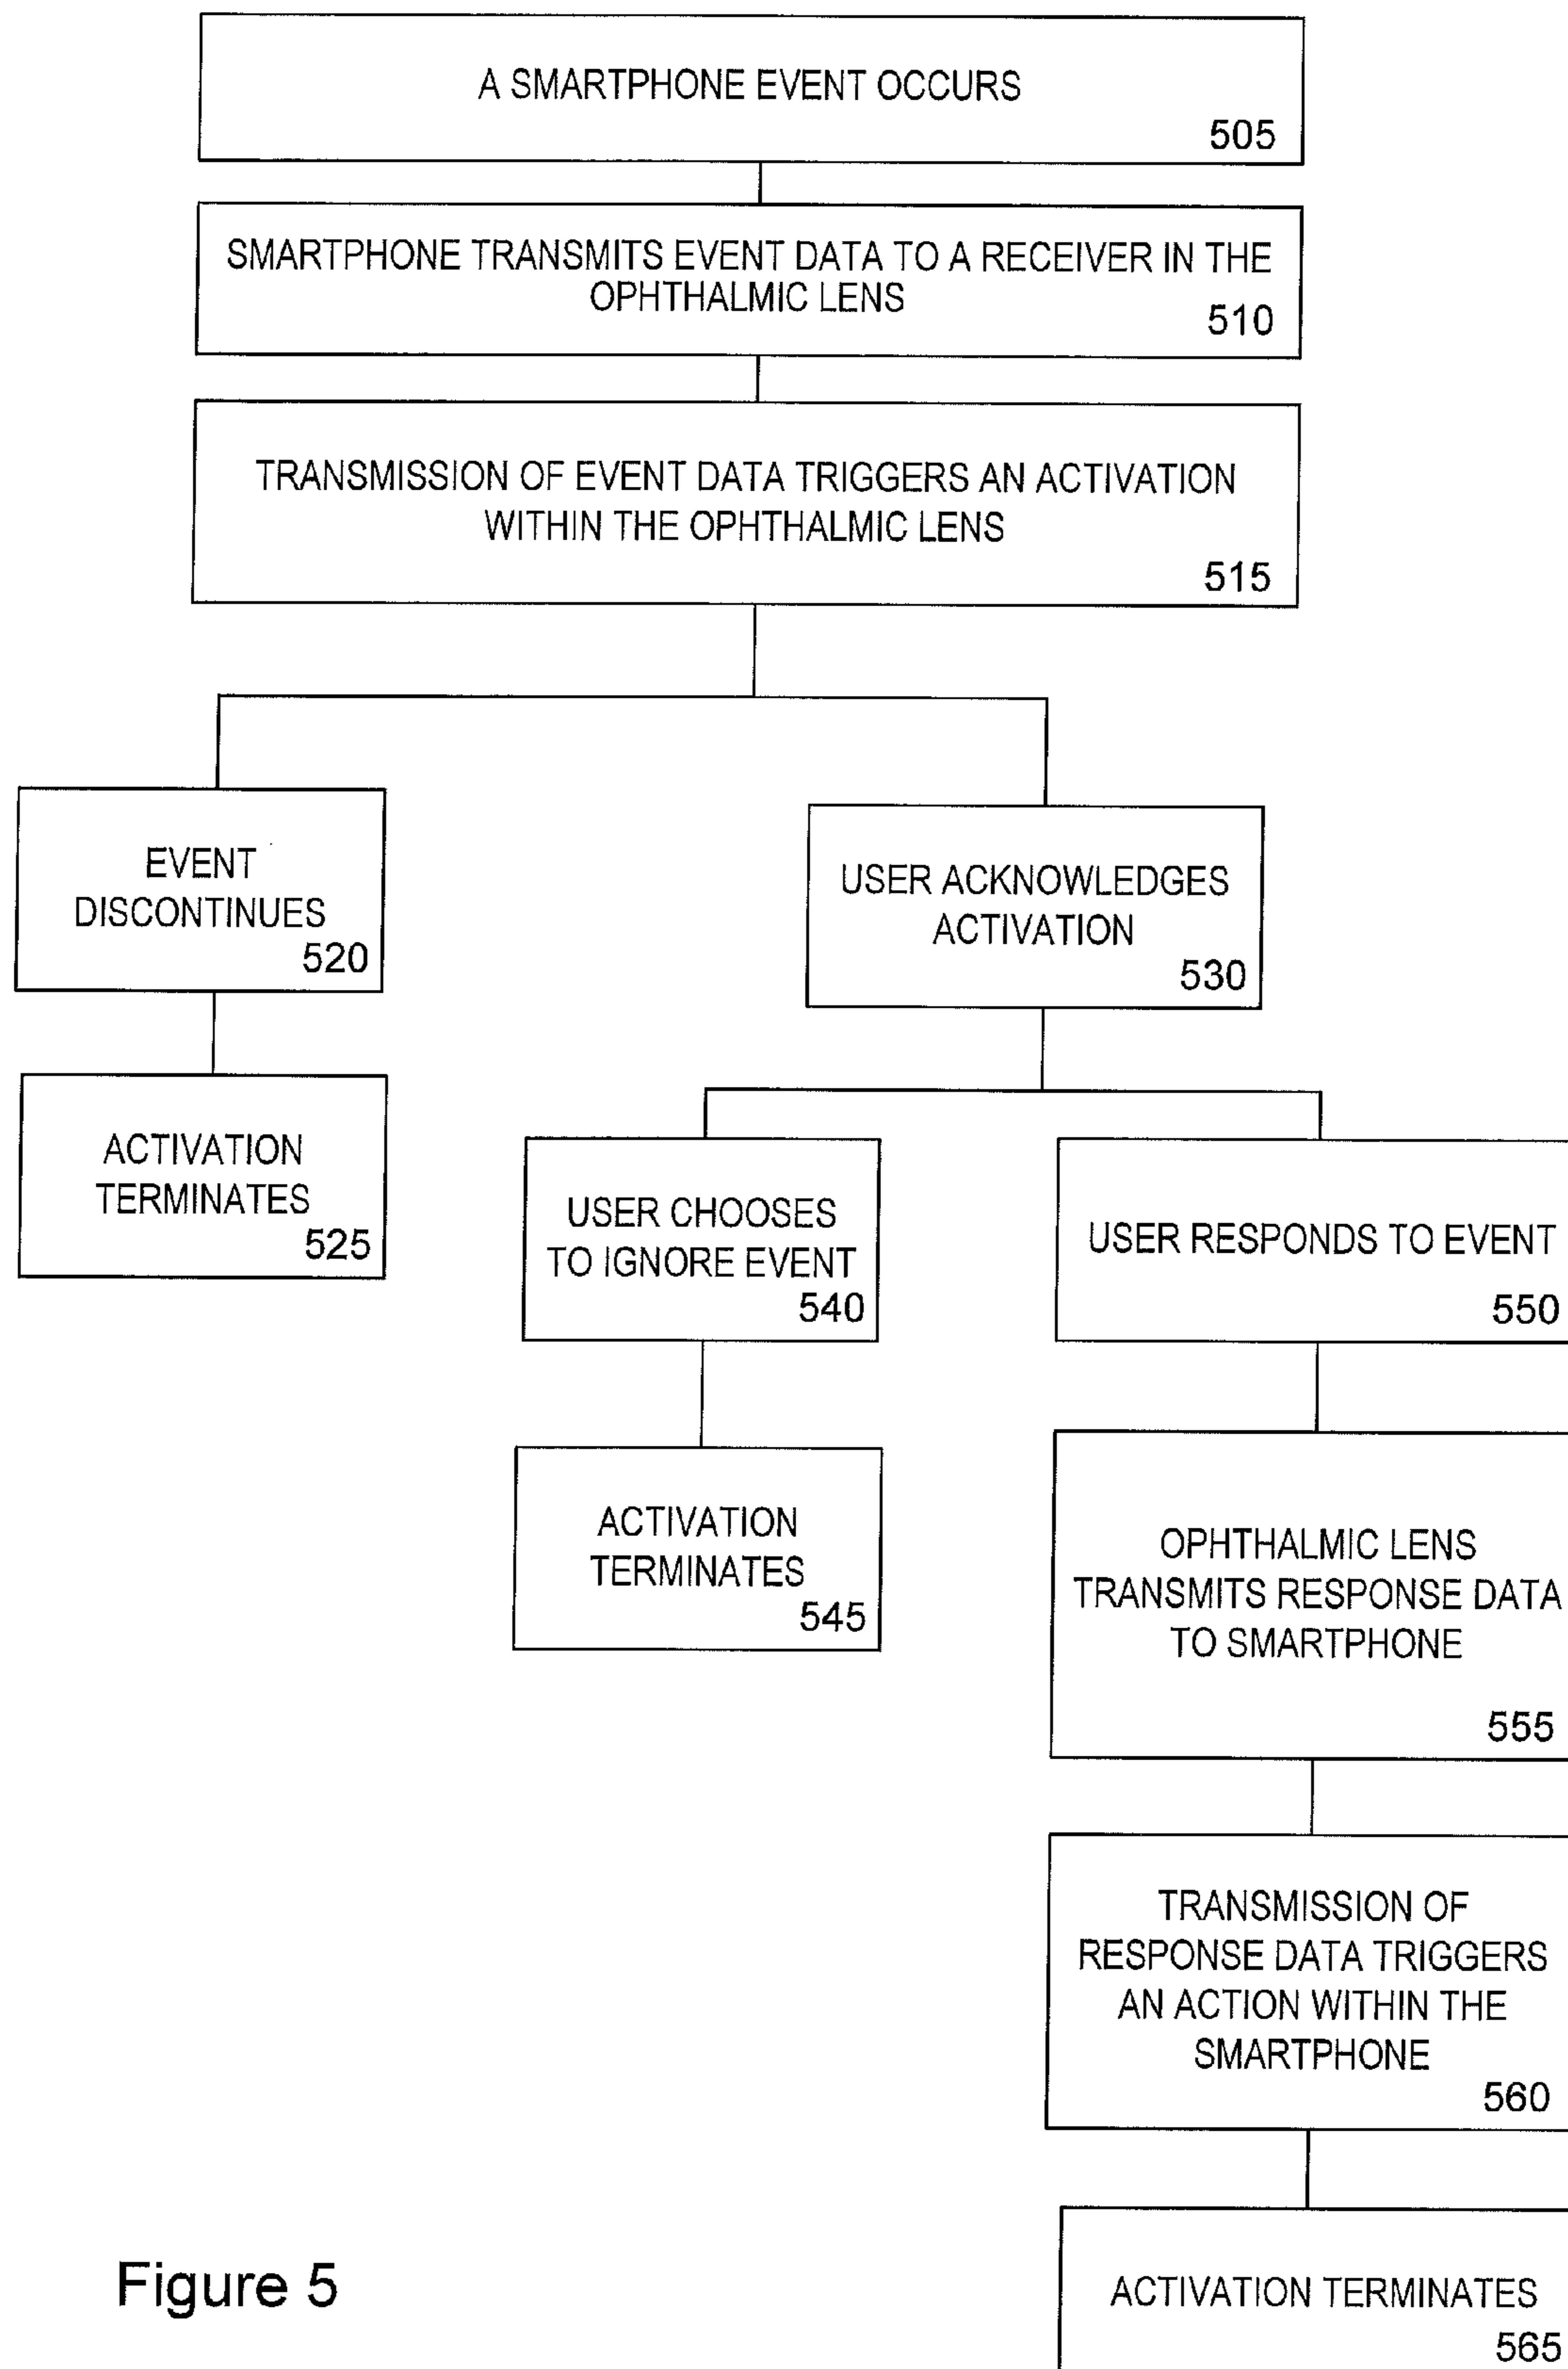 A SMARTPHONE EVENT OCCURS
505
SMARTPHONE TRANSMITS EVENT DATA TO A RECEIVER IN THE
OPHTHALMIC LENS
510
TRANSMISSION OF EVENT DATA TRIGGERS AN ACTIVATION
WITHIN THE OPHTHALMIC LENS
515
EVENT
DISCONTINUES
520
USER ACKNOWLEDGES
ACTIVATION
530
ACTIVATION
TERMINATES
525
USER CHOOSES
TO IGNORE EVENT
540
USER RESPONDS TO EVENT
550
ACTIVATION
TERMINATES
545
OPHTHALMIC LENS
TRANSMITS RESPONSE DATA
TO SMARTPHONE
555
TRANSMISSION OF
RESPONSE DATA TRIGGERS
AN ACTION WITHIN THE
SMARTPHONE
560
ACTIVATION TERMINATES
565
Figure 5